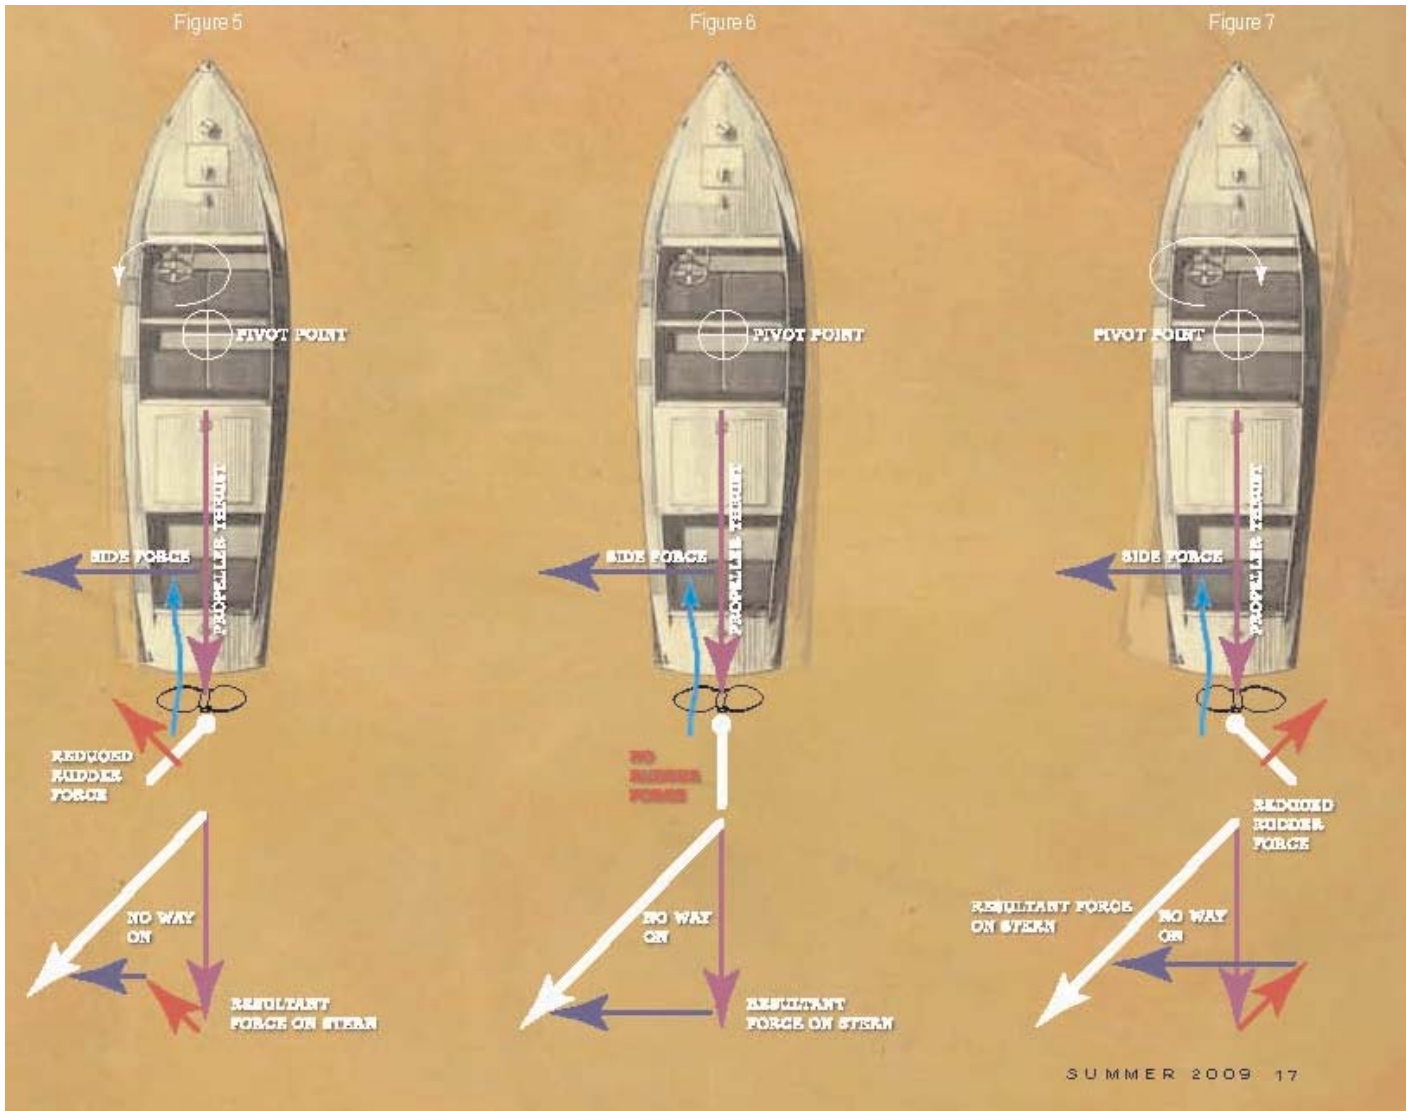 Figure 5
Figure 6
Figure 7
PIVOT POINT
PIVOT POINT
PIVOT POINT
SIDE FORCE
PROPELLER THRUST
SIDE FORCE
PROPELLER THRUST
SIDE FORCE
PROPELLER THRUST
REDUCED
RUDDER
FORCE
NO
RUDDER
FORCE
REDUCED
RUDDER
FORCE
NO WAY
ON
RESULTANT
FORCE ON STERN
NO WAY
ON
RESULTANT
FORCE ON STERN
RESULTANT FORCE
ON STERN
NO WAY
ON
SUMMER 2009 17